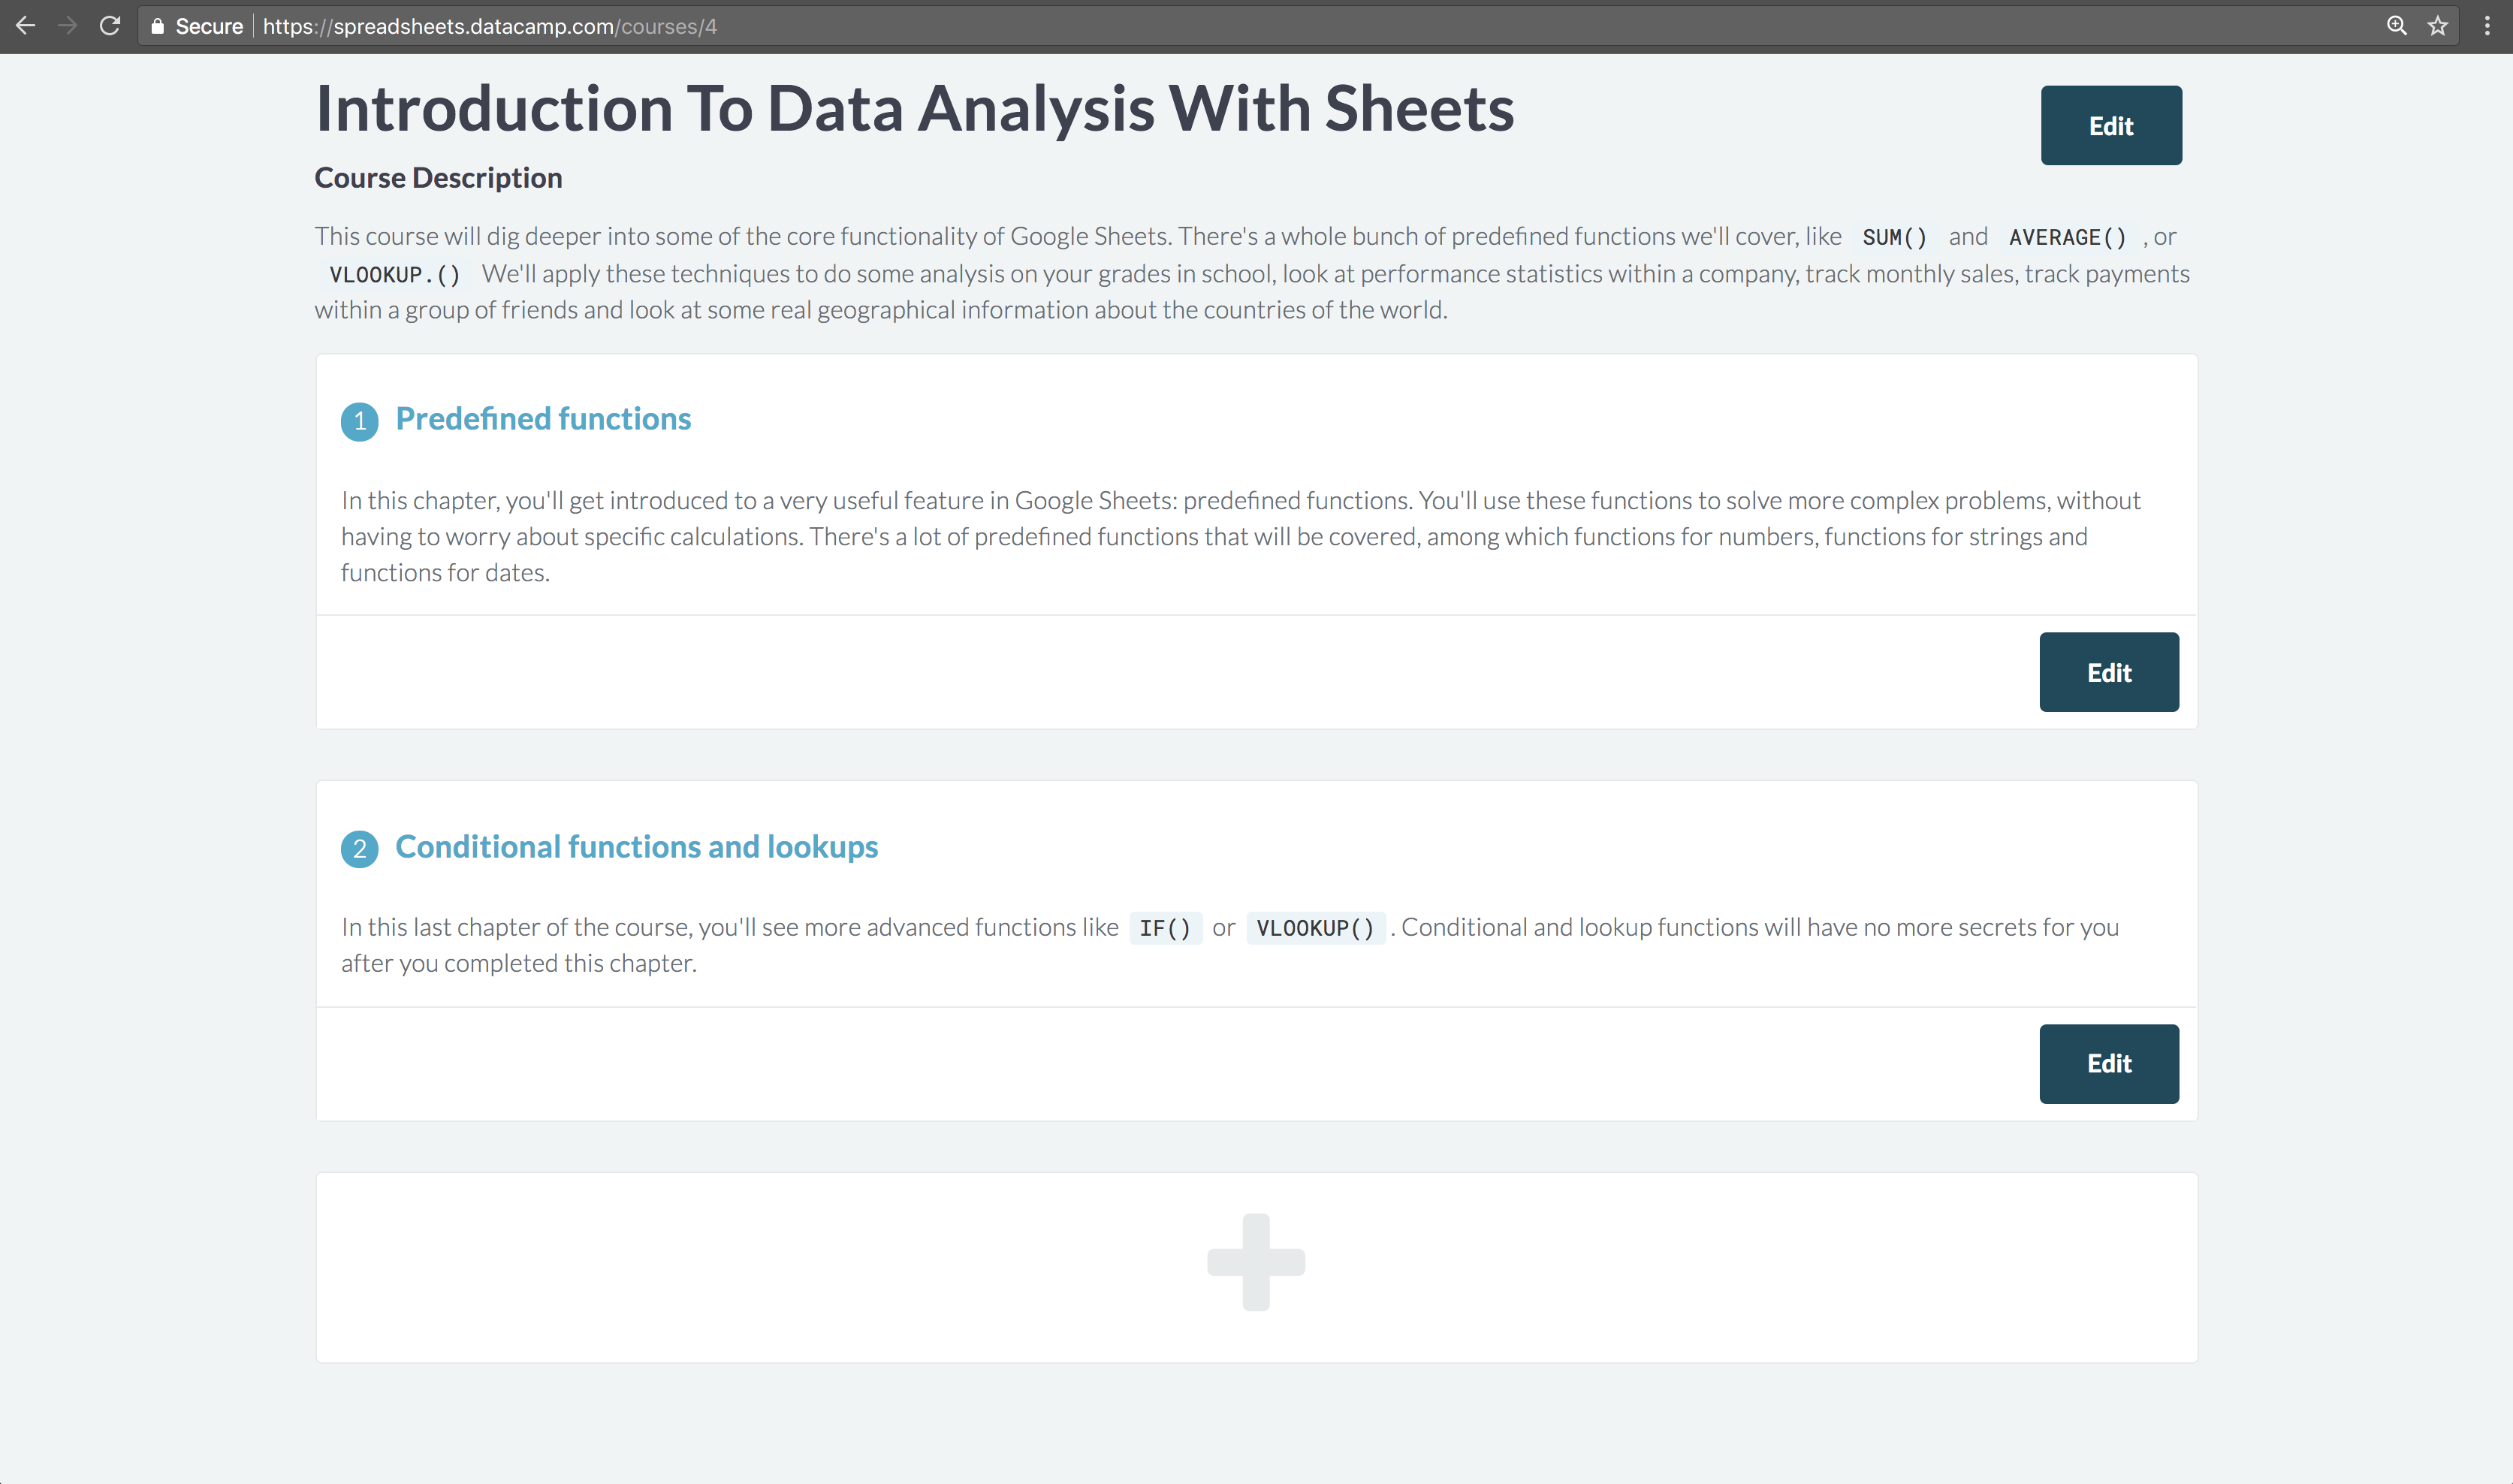 Secure https://spreadsheets.datacamp.com/courses/4
Introduction To Data Analysis With Sheets
Edit
Course Description
This course will dig deeper into some of the core functionality of Google Sheets. There's a whole bunch of predefined functions we'll cover, like SUM() and AVERAGE() , or
VLOOKUP.() We'll apply these techniques to do some analysis on your grades in school, look at performance statistics within a company, track monthly sales, track payments
within a group of friends and look at some real geographical information about the countries of the world.
1 Predefined functions
In this chapter, you'll get introduced to a very useful feature in Google Sheets: predefined functions. You'll use these functions to solve more complex problems, without
having to worry about specific calculations. There's a lot of predefined functions that will be covered, among which functions for numbers, functions for strings and
functions for dates.
Edit
2 Conditional functions and lookups
In this last chapter of the course, you'll see more advanced functions like IF() or VLOOKUP() . Conditional and lookup functions will have no more secrets for you
after you completed this chapter.
Edit